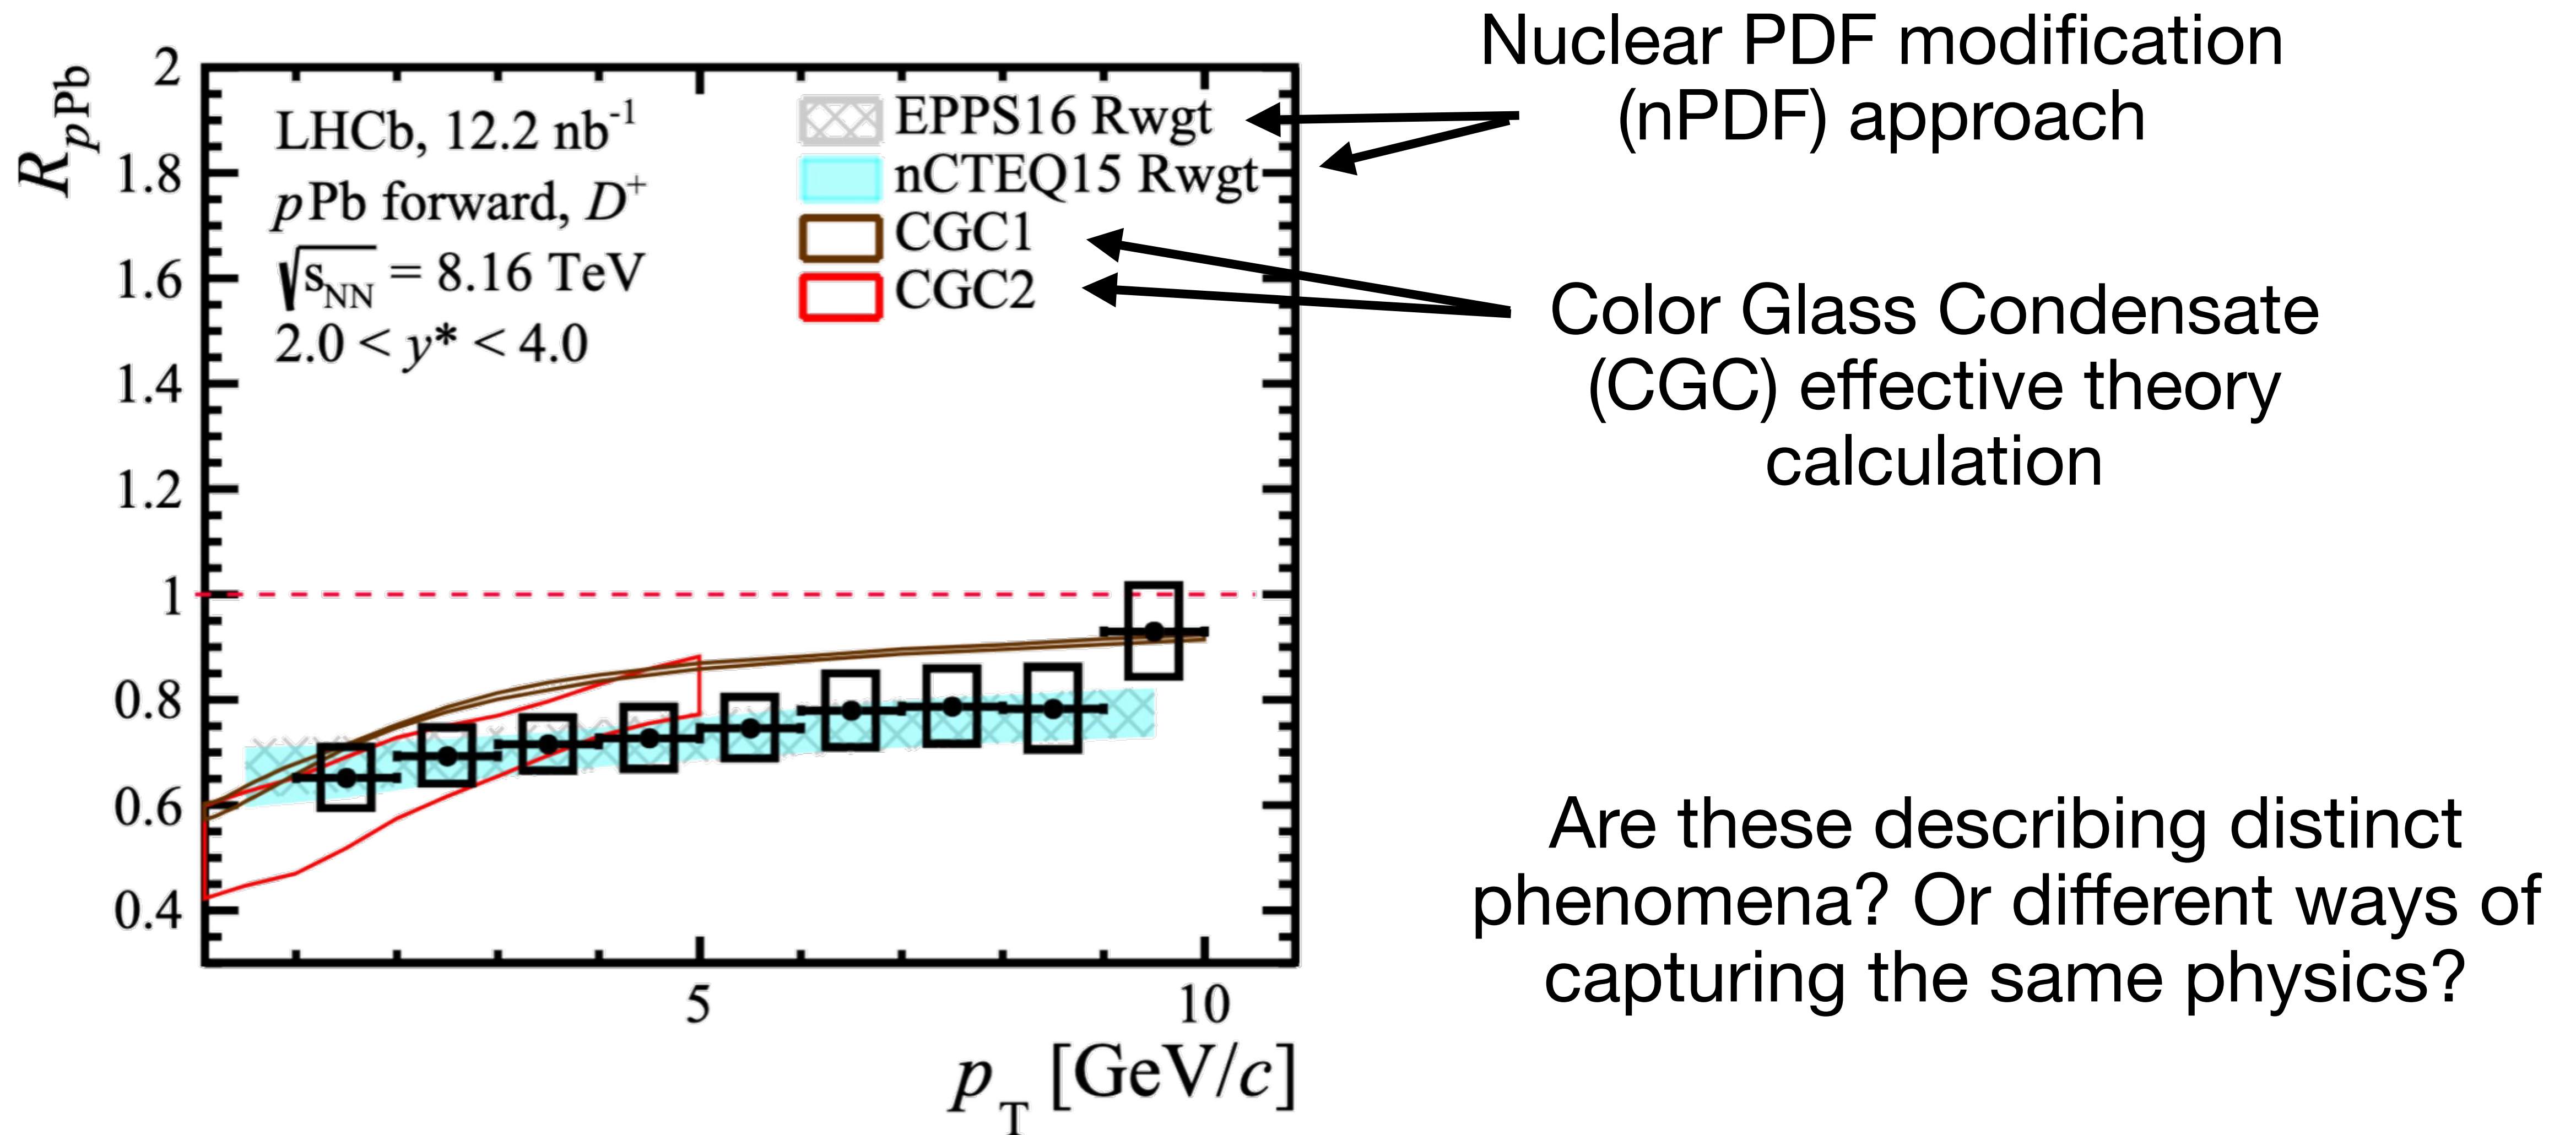 R_pPb
2
1.8
1.6
1.4
1.2
1
0.8
0.6
0.4
LHCb, 12.2 nb^-1
pPb forward, D^+
√s_NN = 8.16 TeV
2.0 < y* < 4.0
EPPS16 Rwgt
nCTEQ15 Rwgt
CGC1
CGC2
5
10
p_T [GeV/c]
Nuclear PDF modification
(nPDF) approach
Color Glass Condensate
(CGC) effective theory
calculation
Are these describing distinct
phenomena? Or different ways of
capturing the same physics?